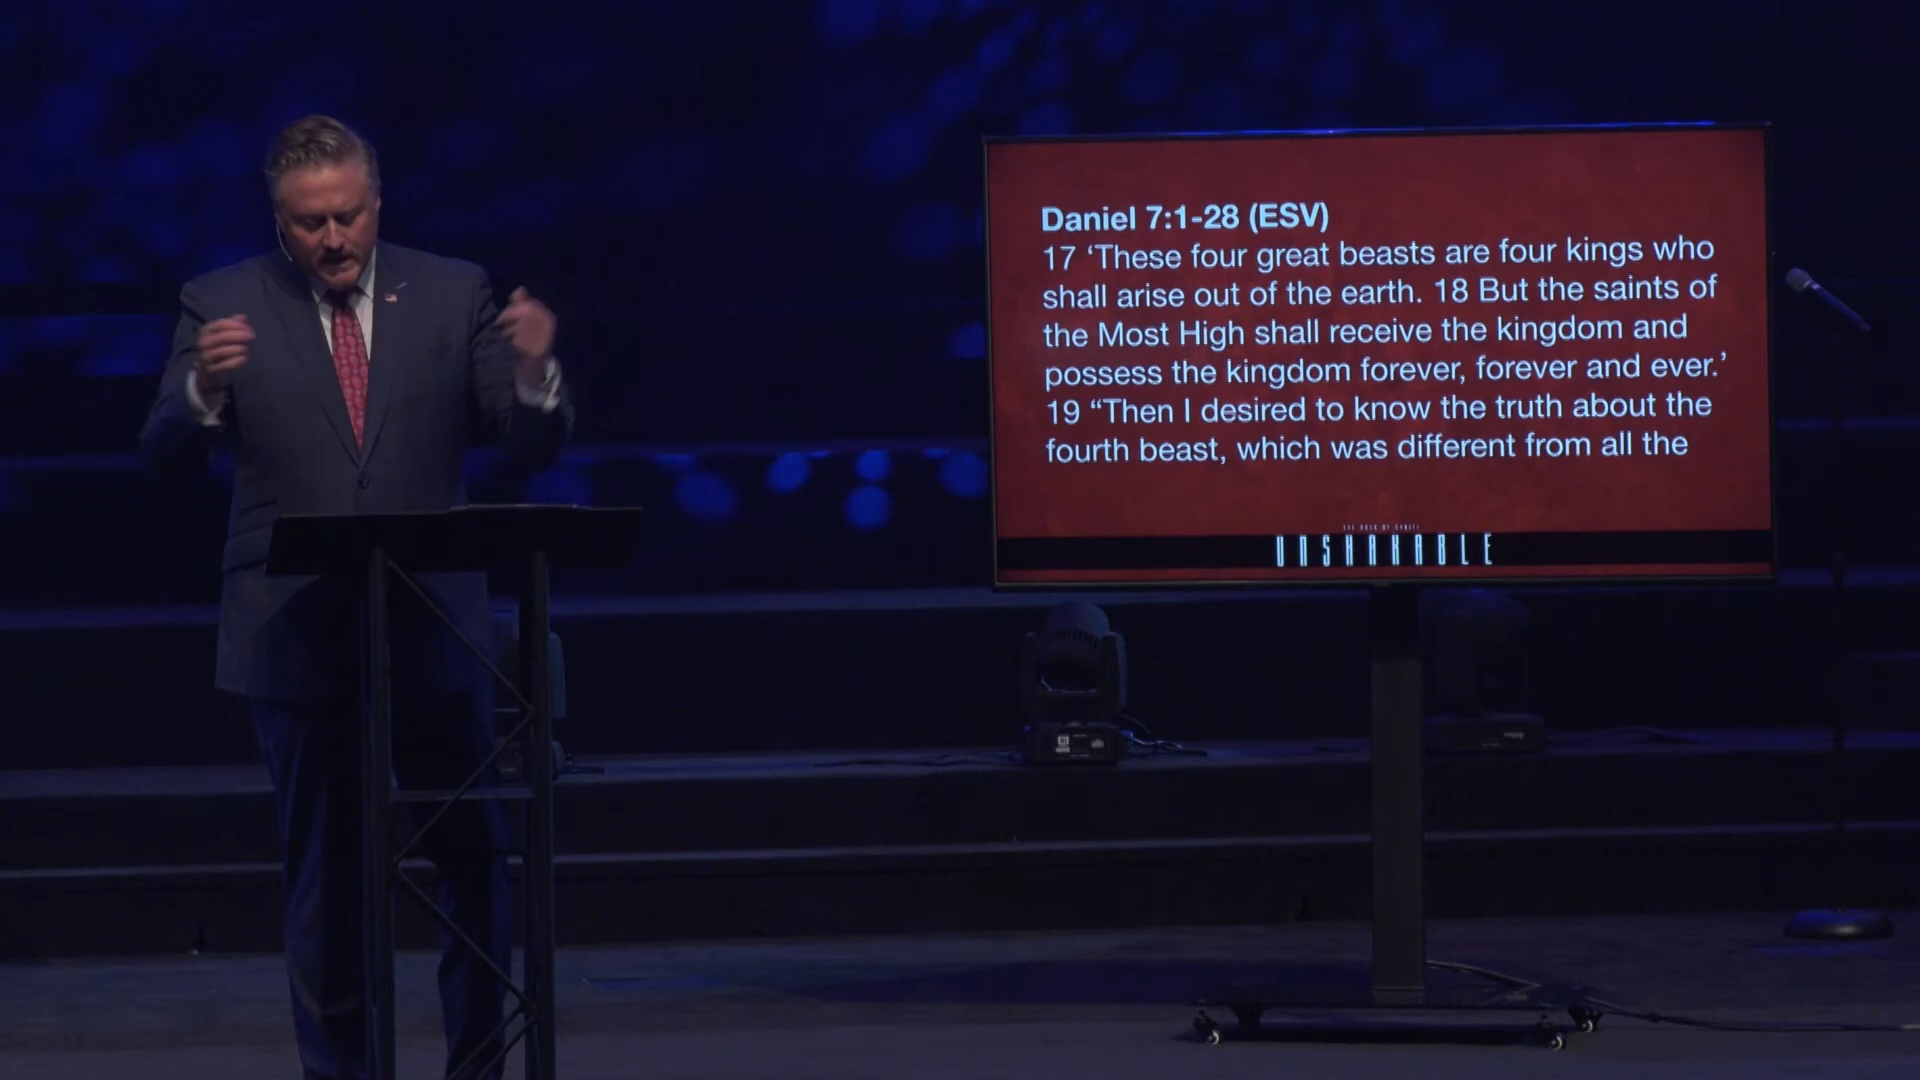 Daniel 7:1-28 (ESV)
17 ‘These four great beasts are four kings who
shall arise out of the earth. 18 But the saints of
the Most High shall receive the kingdom and
possess the kingdom forever, forever and ever.’
19 “Then I desired to know the truth about the
fourth beast, which was different from all the
UNSHAKABLE